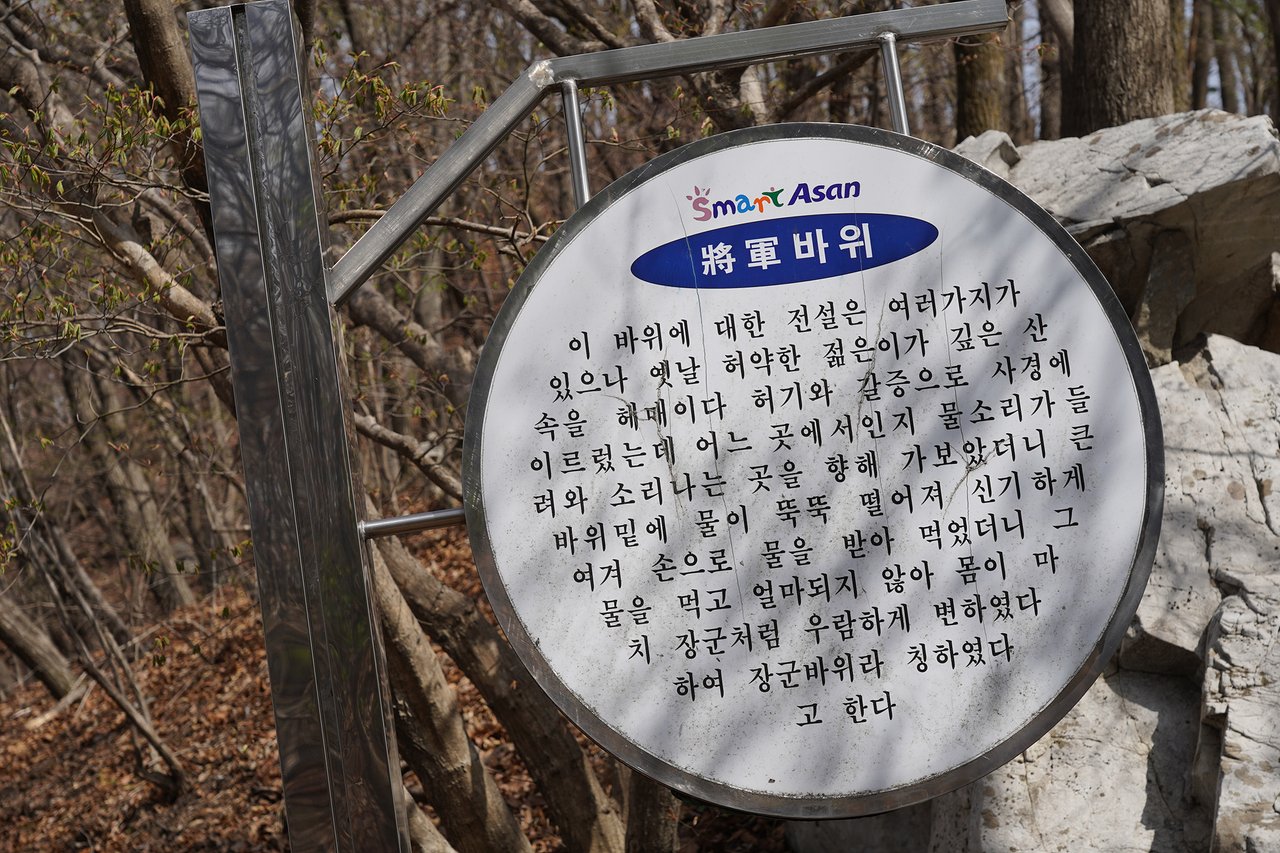 Smart Asan
將軍바위
이 바위에 대한 전설은 여러가지가
있으나 옛날 허약한 젊은이가 깊은 산
속을 헤매이다 허기와 갈증으로 사경에
이르렀는데 어느 곳에서인지 물소리가 들
려와 소리나는 곳을 향해 가보았더니 큰
바위밑에 물이 뚝뚝 떨어져 신기하게
여겨 손으로 물을 받아 먹었더니 그
물을 먹고 얼마되지 않아 몸이 마
치 장군처럼 우람하게 변하였다
하여 장군바위라 칭하였다
고 한다